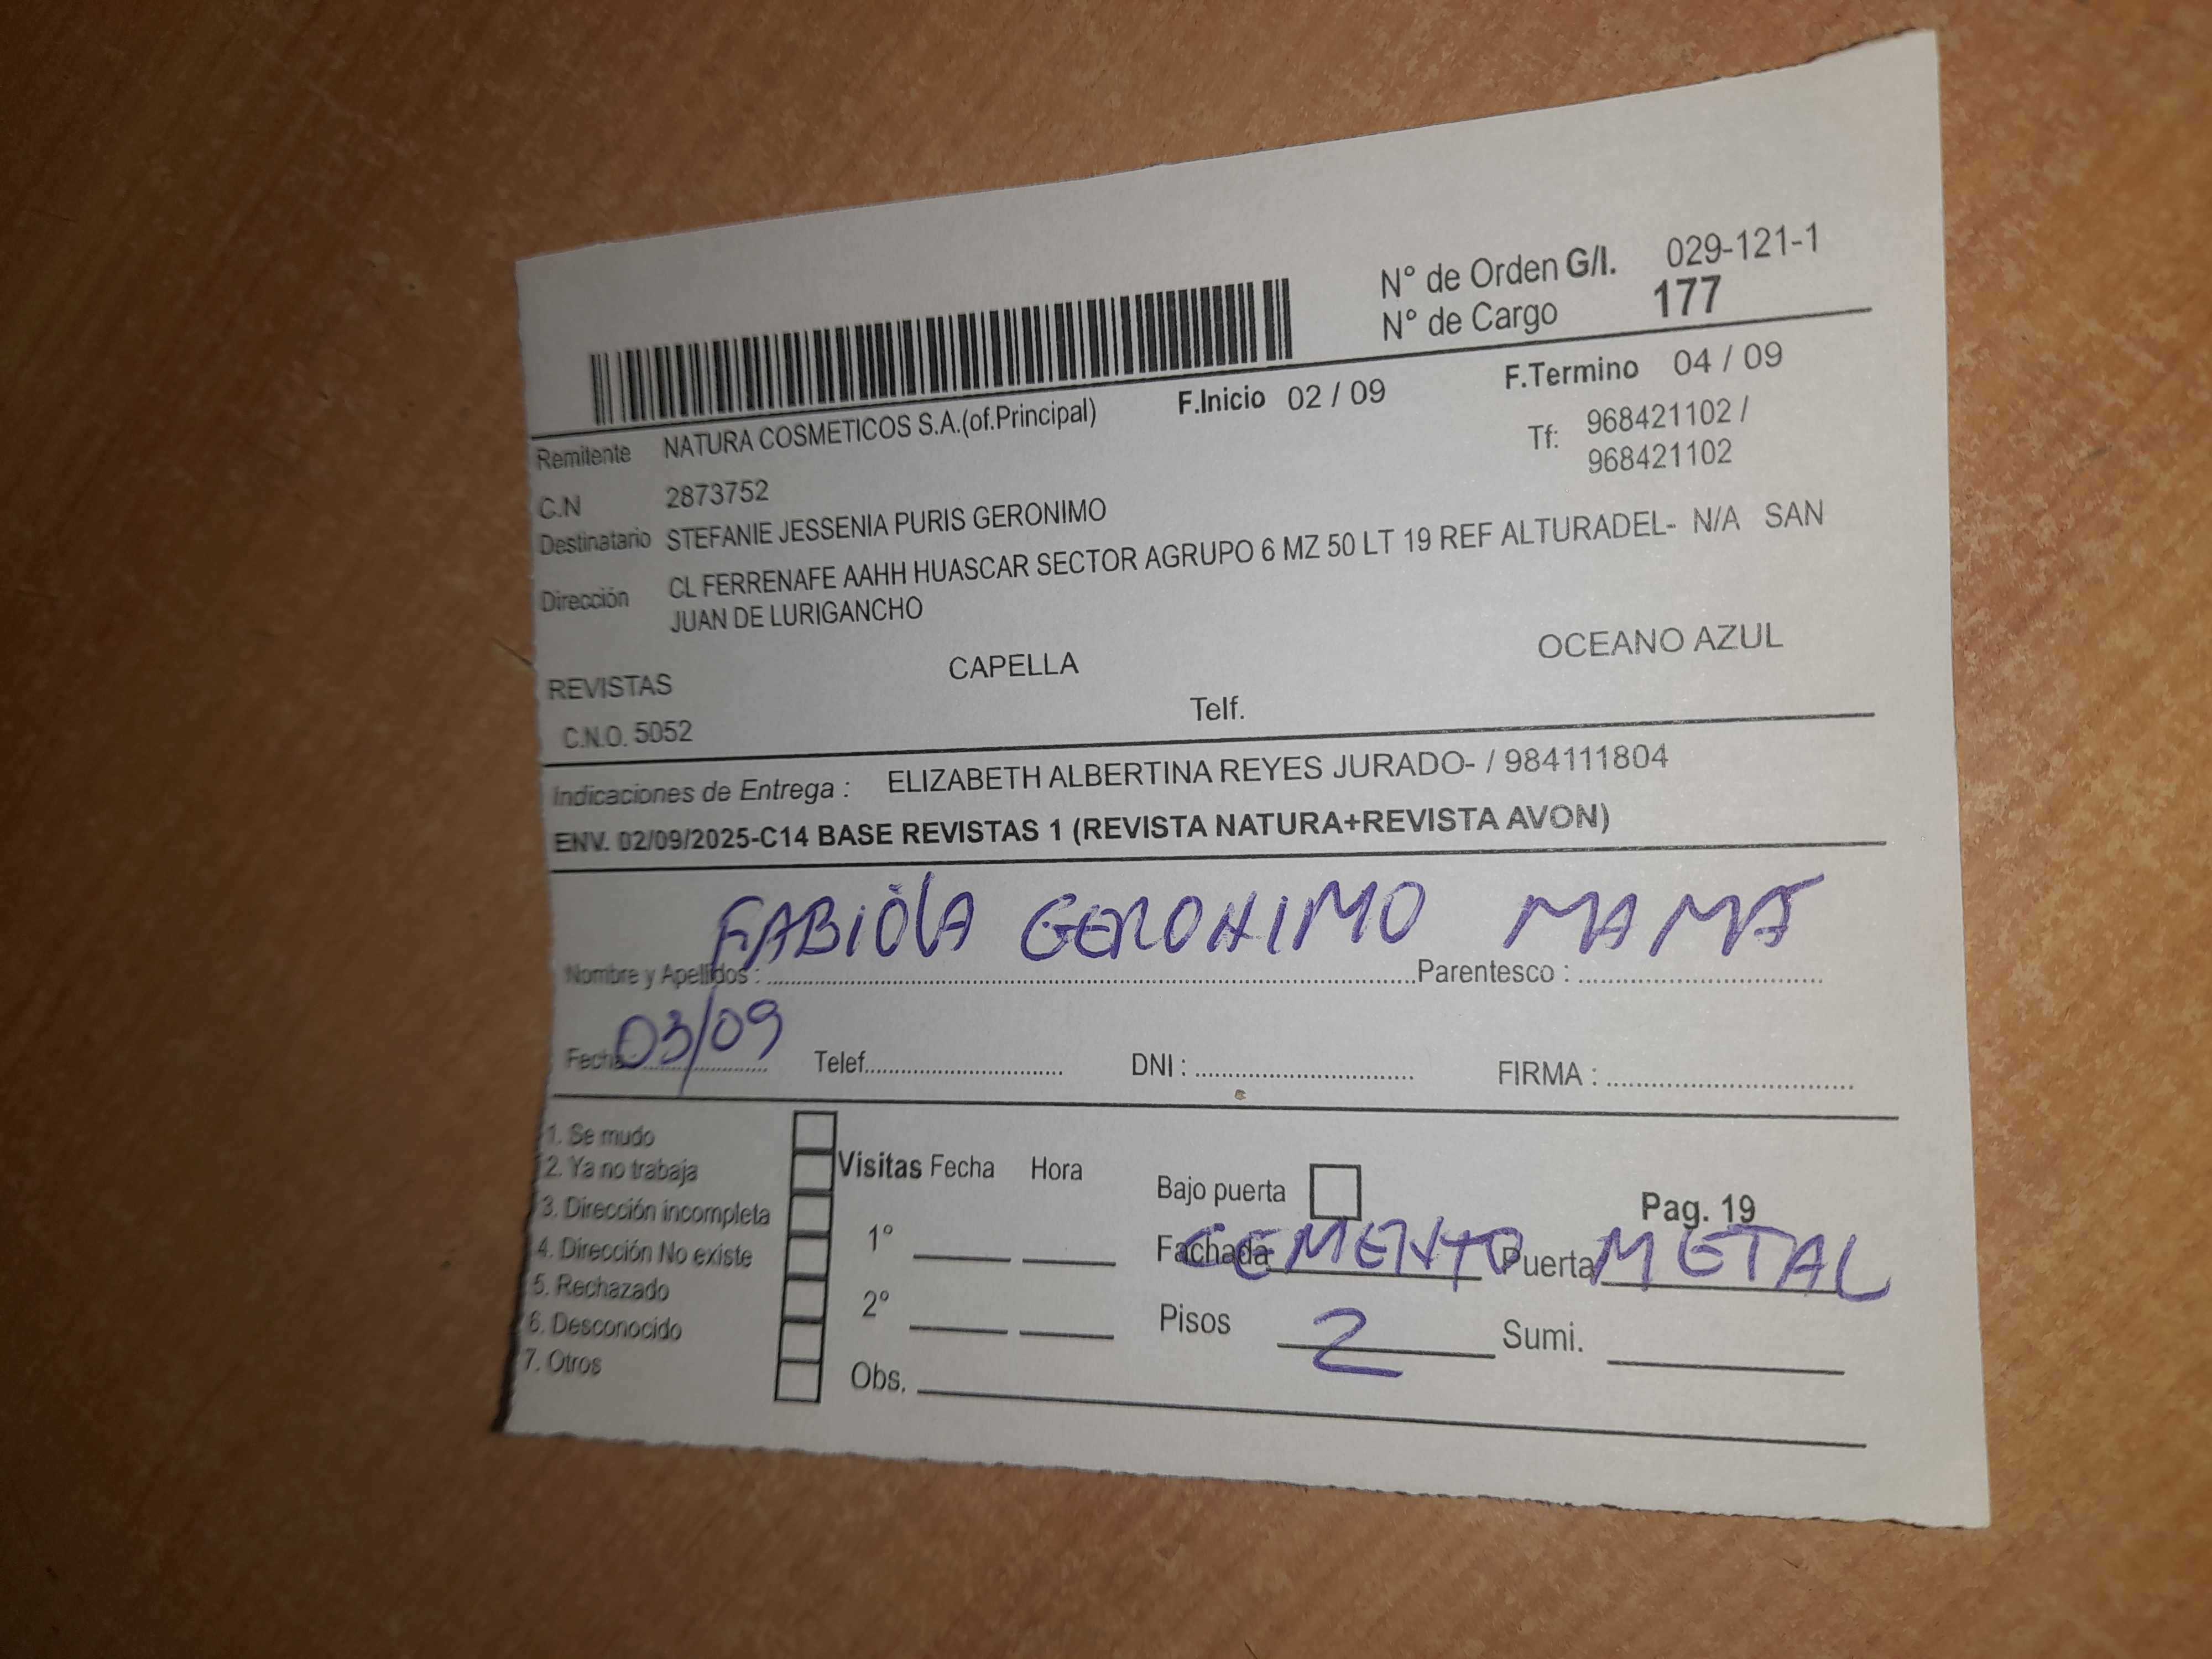 N° de Orden G/I. 029-121-1
N° de Cargo 177
F.Inicio 02 / 09 F.Termino 04 / 09
Remitente NATURA COSMETICOS S.A.(of.Principal) Tf: 968421102 /
968421102
C.N 2873752
Destinatario STEFANIE JESSENIA PURIS GERONIMO
Dirección CL FERRENAFE AAHH HUASCAR SECTOR AGRUPO 6 MZ 50 LT 19 REF ALTURADEL- N/A SAN
JUAN DE LURIGANCHO
REVISTAS CAPELLA OCEANO AZUL
C.N.O. 5052 Telf.
Indicaciones de Entrega : ELIZABETH ALBERTINA REYES JURADO- / 984111804
ENV. 02/09/2025-C14 BASE REVISTAS 1 (REVISTA NATURA+REVISTA AVON)
FABIOLA GERONIMO MAMA
Nombre y Apellidos : Parentesco :
Fecha: 03/09 Telef. DNI : FIRMA :
1. Se mudo
2. Ya no trabaja
3. Dirección incompleta
4. Dirección No existe
5. Rechazado
6. Desconocido
7. Otros
Visitas Fecha Hora
1°
2°
Obs.
Bajo puerta Pag. 19
Fachada CEMENTO Puerta METAL
Pisos 2 Sumi.